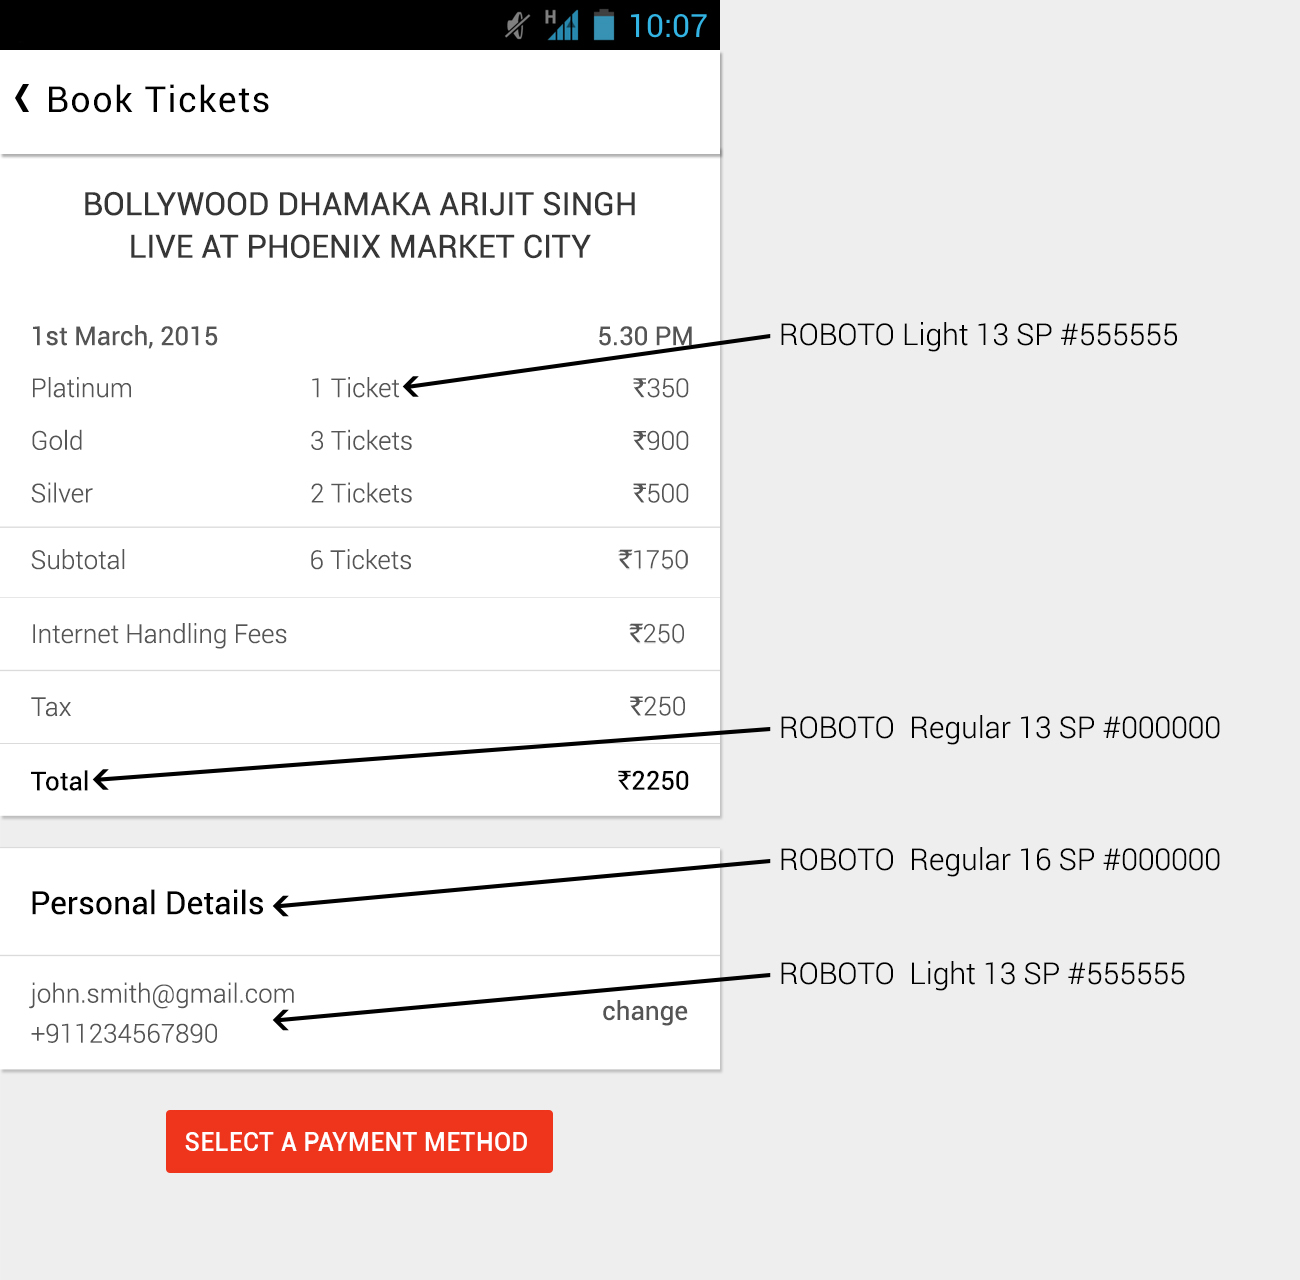 H 10:07
Book Tickets
BOLLYWOOD DHAMAKA ARIJIT SINGH
LIVE AT PHOENIX MARKET CITY
1st March, 2015 5.30 PM ROBOTO Light 13 SP #555555
Platinum 1 Ticket ₹350
Gold 3 Tickets ₹900
Silver 2 Tickets ₹500
Subtotal 6 Tickets ₹1750
Internet Handling Fees ₹250
Tax ₹250
ROBOTO Regular 13 SP #000000
Total ₹2250
ROBOTO Regular 16 SP #000000
Personal Details
ROBOTO Light 13 SP #555555
john.smith@gmail.com
change
+911234567890
SELECT A PAYMENT METHOD